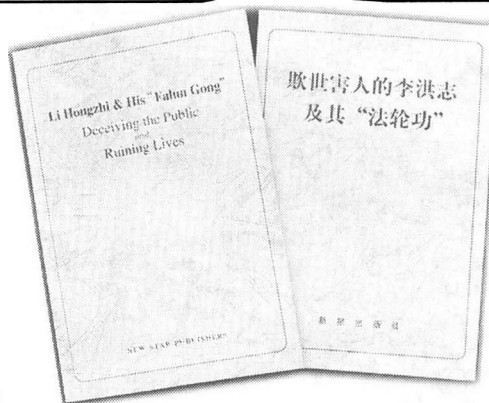 Li Hongzhi & His "Falun Gong"
Deceiving the Public
and
Ruining Lives
NEW STAR PUBLISHERS
欺世害人的李洪志
及其“法轮功”
新星出版社